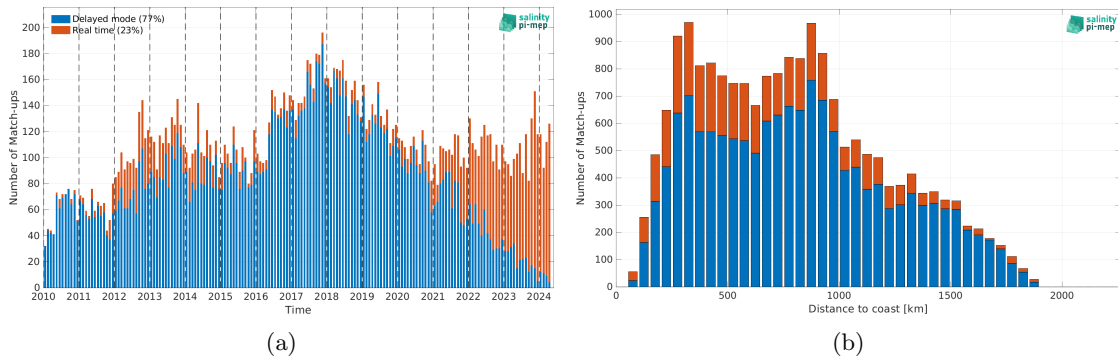 Delayed mode (77%)
Real time (23%)
salinity
pi-mep
Number of Match-ups
200
180
160
140
120
100
80
60
40
20
0
2010 2011 2012 2013 2014 2015 2016 2017 2018 2019 2020 2021 2022 2023 2024
Time
(a)
salinity
pi-mep
Number of Match-ups
1000
900
800
700
600
500
400
300
200
100
0
0 500 1000 1500 2000
Distance to coast [km]
(b)